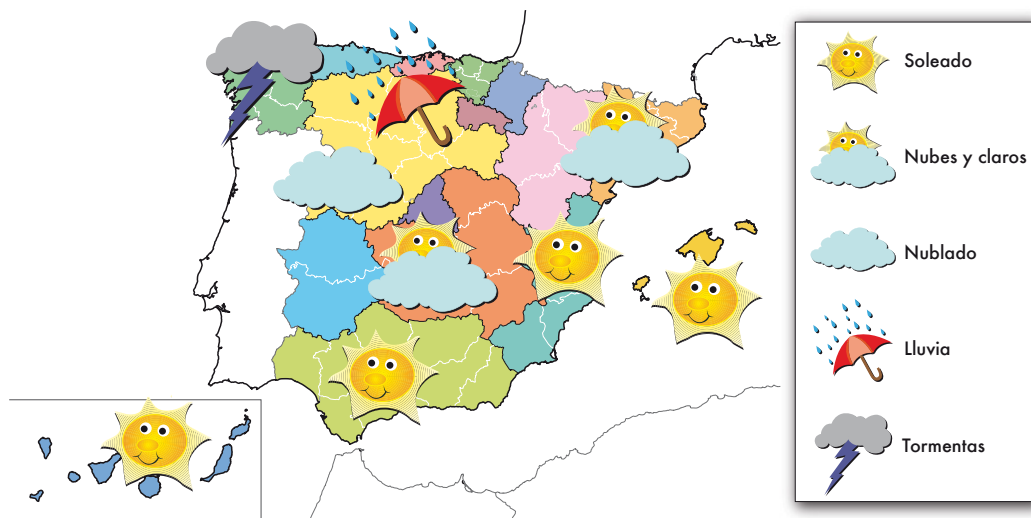 Soleado
Nubes y claros
Nublado
Lluvia
Tormentas